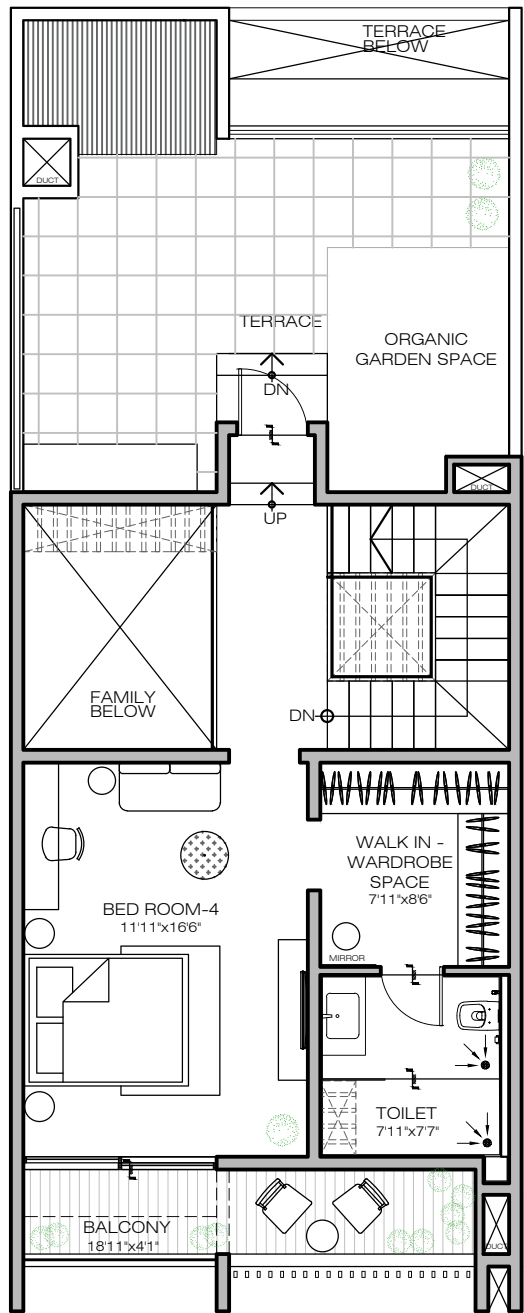 TERRACE
BELOW
DUCT
TERRACE
ORGANIC
GARDEN SPACE
DN
DUCT
UP
FAMILY
BELOW
DN
WALK IN -
WARDROBE
SPACE
7'11"x8'6"
BED ROOM-4
11'11"x16'6"
MIRROR
TOILET
7'11"x7'7"
BALCONY
18'11"x4'1"
DUCT